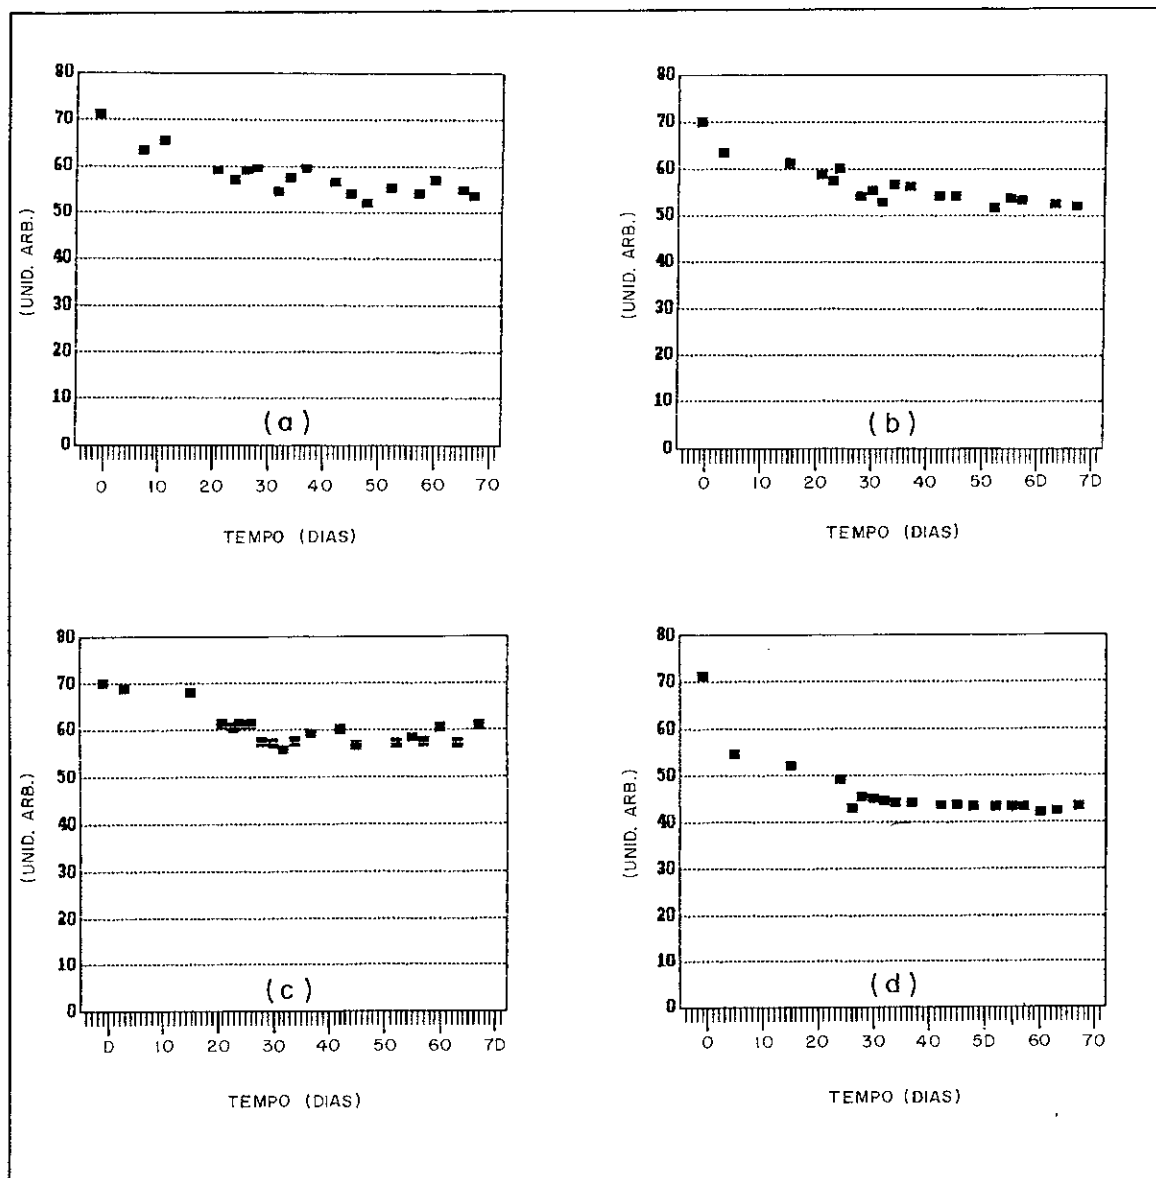 80
70
60
50
40
30
20
10
0
(UNID. ARB.)
(a)
0 10 20 30 40 50 60 70
TEMPO (DIAS)
80
70
60
50
40
30
20
10
0
(UNID. ARB.)
(b)
0 10 20 30 40 50 6D 7D
TEMPO (DIAS)
80
70
60
50
40
30
20
10
0
(UNID. ARB.)
(c)
D 10 20 30 40 50 60 7D
TEMPO (DIAS)
80
70
60
50
40
30
20
10
0
(UNID. ARB.)
(d)
0 10 20 30 40 5D 60 70
TEMPO (DIAS)